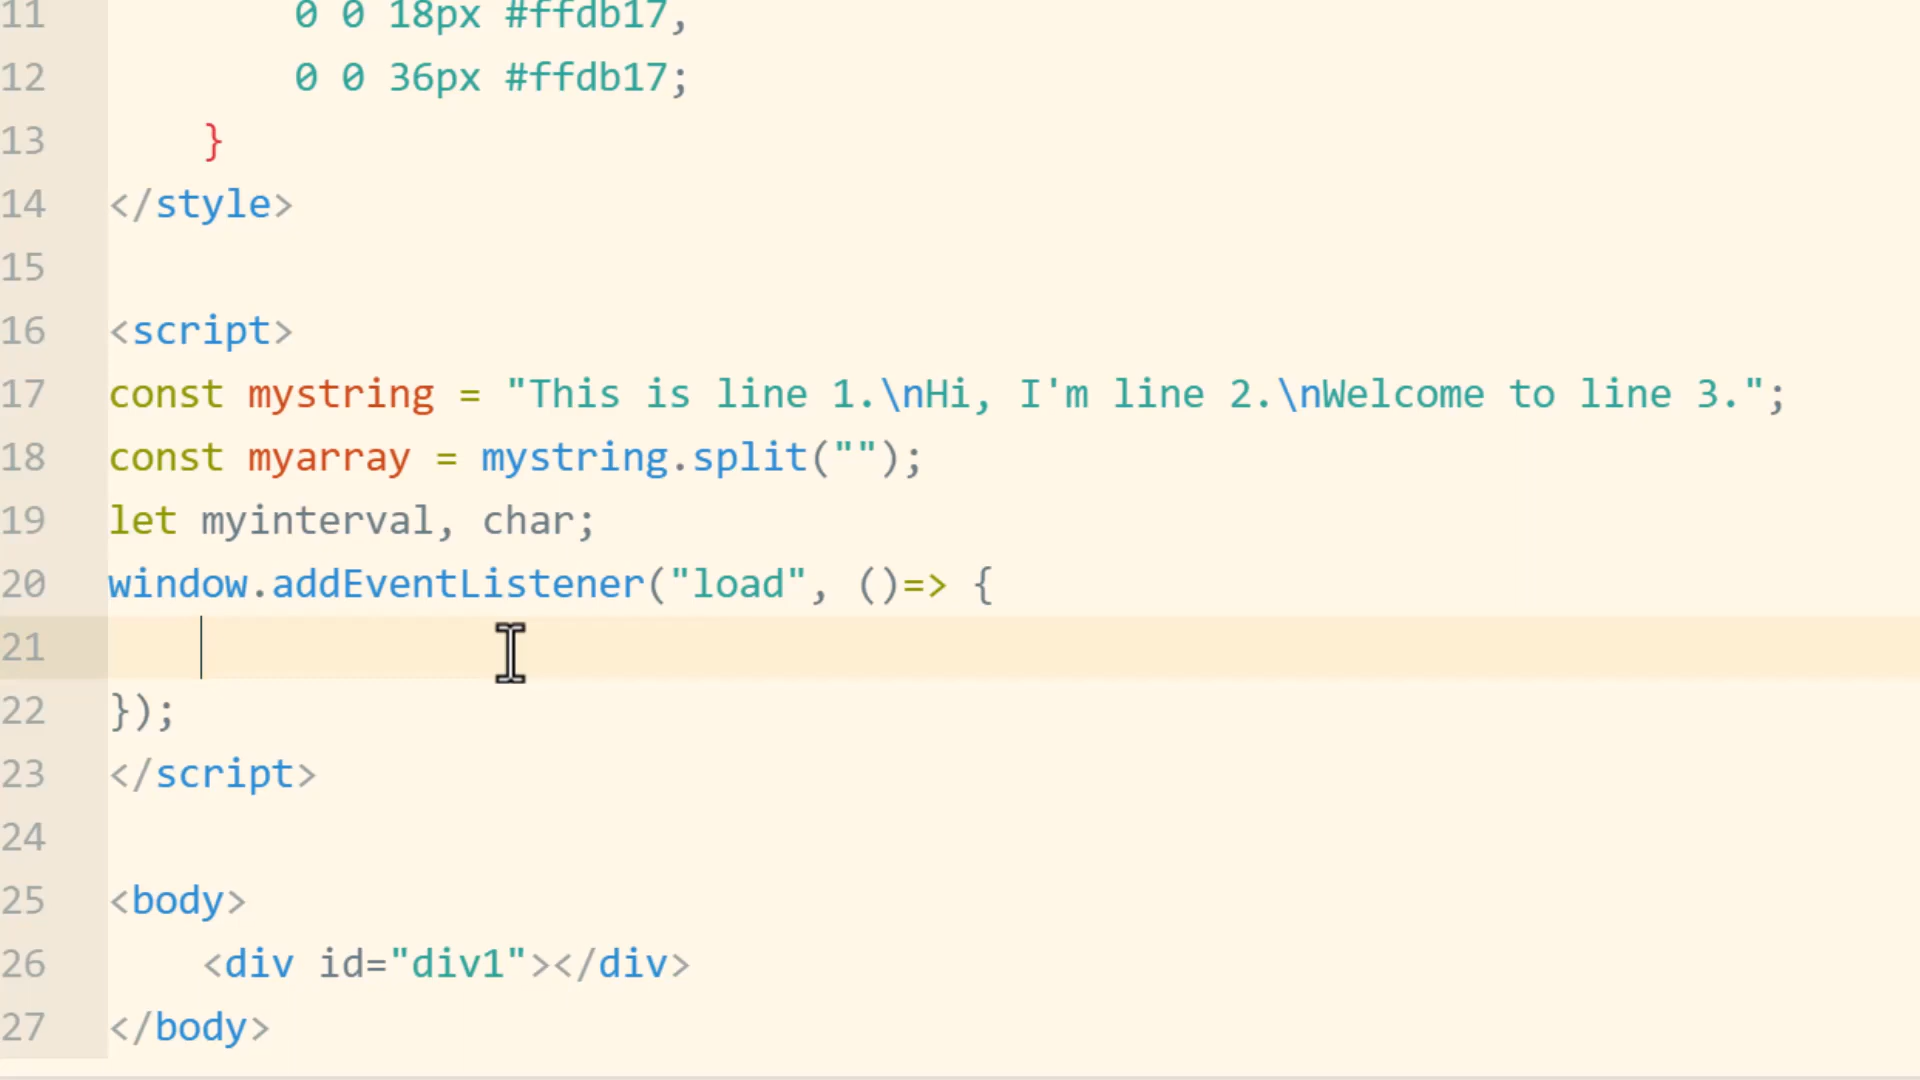 11 0 0 18px #ffdb17,
12 0 0 36px #ffdb17;
13 }
14 </style>
15
16 <script>
17 const mystring = "This is line 1.\nHi, I'm line 2.\nWelcome to line 3.";
18 const myarray = mystring.split("");
19 let myinterval, char;
20 window.addEventListener("load", ()=> {
21
22 });
23 </script>
24
25 <body>
26 <div id="div1"></div>
27 </body>